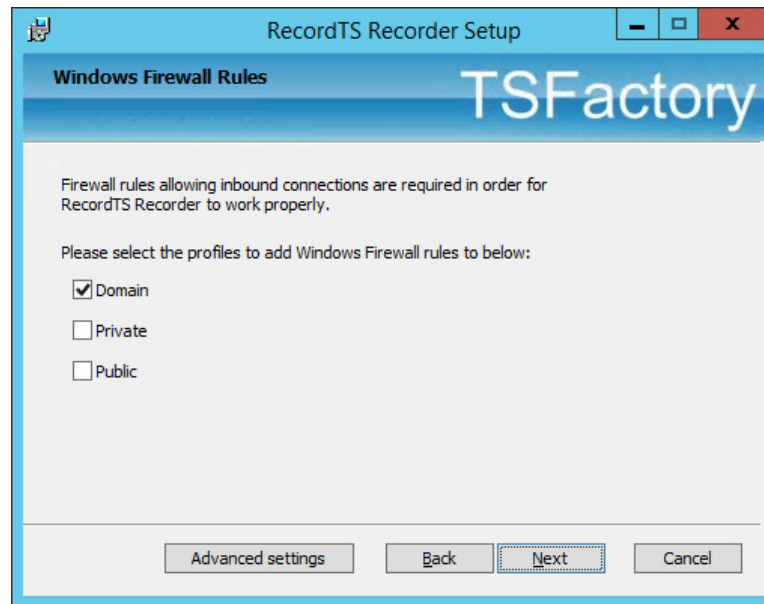 RecordTS Recorder Setup
Windows Firewall Rules
TSFactory
Firewall rules allowing inbound connections are required in order for
RecordTS Recorder to work properly.
Please select the profiles to add Windows Firewall rules to below:
Domain
Private
Public
Advanced settings
Back
Next
Cancel